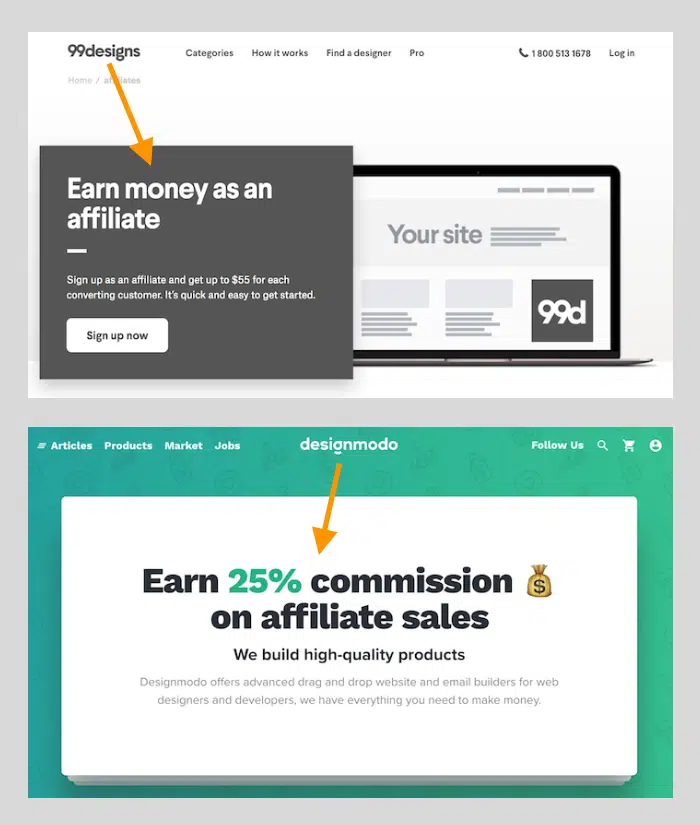 99designs Categories How it works Find a designer Pro 1 800 513 1678 Log in
Home / affiliates
Earn money as an
affiliate
Sign up as an affiliate and get up to $55 for each
converting customer. It's quick and easy to get started.
Sign up now
Your site
99d
Articles Products Market Jobs designmodo Follow Us
Earn 25% commission 💰
on affiliate sales
We build high-quality products
Designmodo offers advanced drag and drop website and email builders for web
designers and developers, we have everything you need to make money.